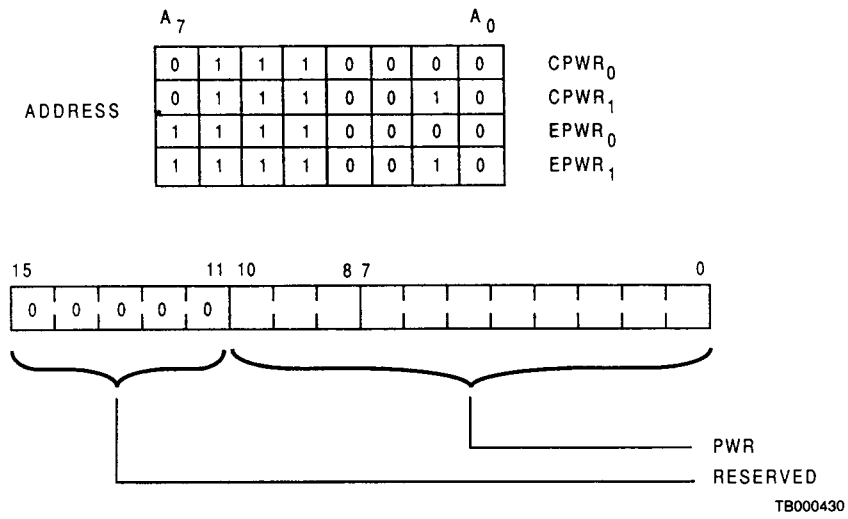 A7 A0
0 1 1 1 0 0 0 0 CPWR0
ADDRESS
0 1 1 1 0 0 1 0 CPWR1
1 1 1 1 0 0 0 0 EPWR0
1 1 1 1 0 0 1 0 EPWR1
15 11 10 8 7 0
0 0 0 0 0
PWR
RESERVED
TB000430